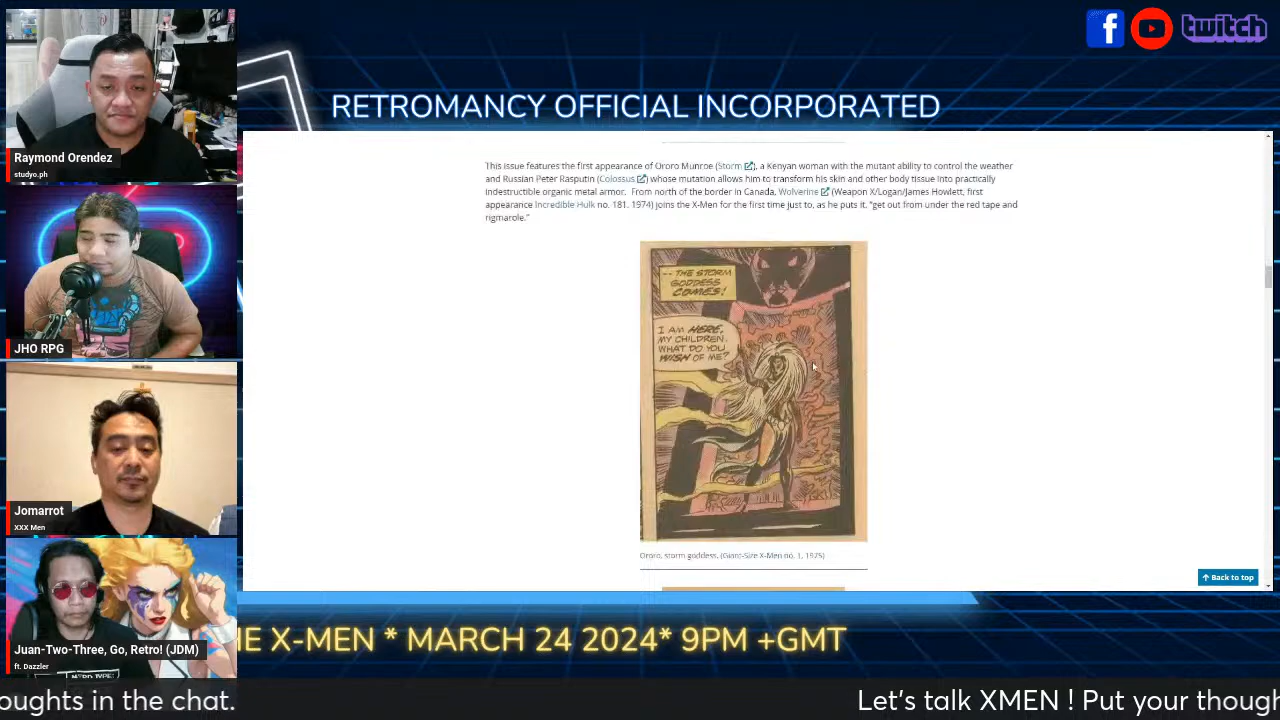 twitch
RETROMANCY OFFICIAL INCORPORATED
Raymond Orendez
studyo.ph
JHO RPG
Jomarrot
XXX Men
Juan-Two-Three, Go, Retro! (JDM)
ft. Dazzler
This issue features the first appearance of Ororo Munroe (Storm), a Kenyan woman with the mutant ability to control the weather
and Russian Peter Rasputin (Colossus) whose mutation allows him to transform his skin and other body tissue into practically
indestructible organic metal armor. From north of the border in Canada, Wolverine (Weapon X/Logan/James Howlett, first
appearance Incredible Hulk no. 181, 1974) joins the X-Men for the first time just to, as he puts it, "get out from under the red tape and
rigmarole."
-- THE STORM
GODDESS
COMES!
I AM HERE,
MY CHILDREN.
WHAT DO YOU
WISH OF ME?
Ororo, storm goddess. (Giant-Size X-Men no. 1, 1975)
Back to top
HE X-MEN * MARCH 24 2024* 9PM +GMT
oughts in the chat.
Let's talk XMEN ! Put your though